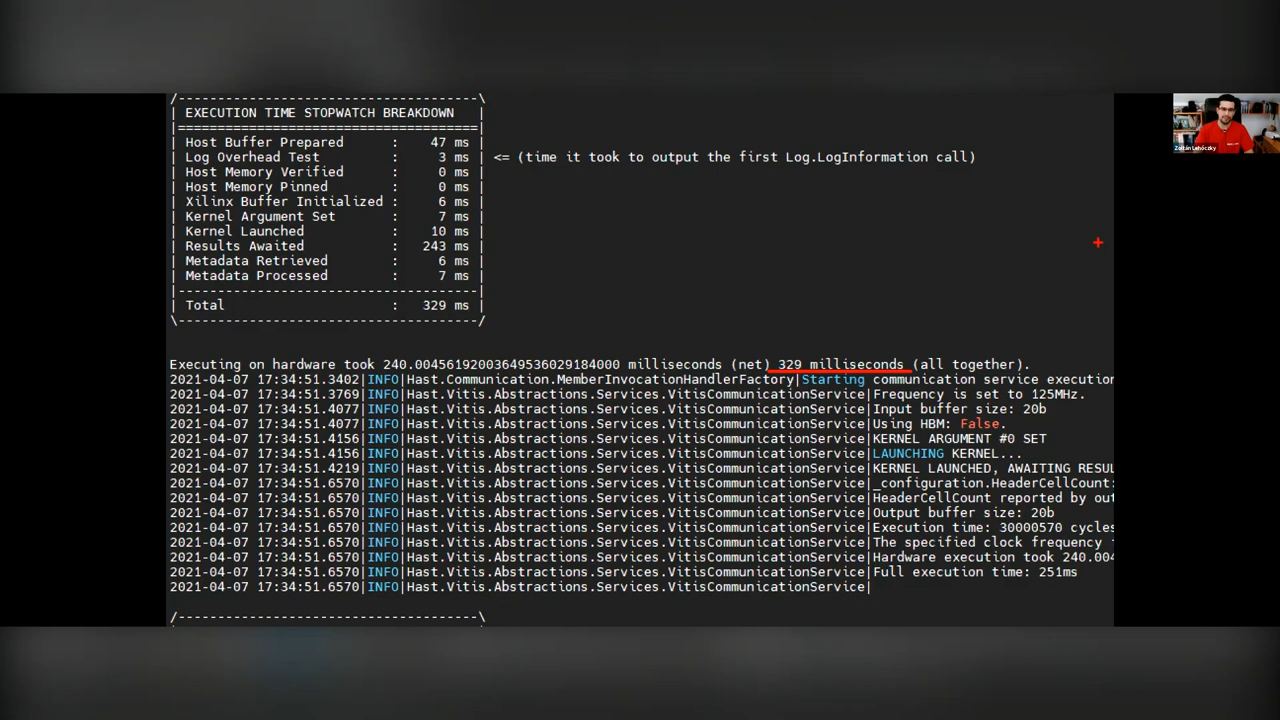 /-------------------------------------\
| EXECUTION TIME STOPWATCH BREAKDOWN |
|=====================================|
| Host Buffer Prepared : 47 ms |
| Log Overhead Test : 3 ms | <= (time it took to output the first Log.LogInformation call)
| Host Memory Verified : 0 ms |
| Host Memory Pinned : 0 ms |
| Xilinx Buffer Initialized : 6 ms |
| Kernel Argument Set : 7 ms |
| Kernel Launched : 10 ms |
| Results Awaited : 243 ms |
| Metadata Retrieved : 6 ms |
| Metadata Processed : 7 ms |
|-------------------------------------|
| Total : 329 ms |
\-------------------------------------/
Executing on hardware took 240.00456192003649536029184000 milliseconds (net) 329 milliseconds (all together).
2021-04-07 17:34:51.3402|INFO|Hast.Communication.MemberInvocationHandlerFactory|Starting communication service execution
2021-04-07 17:34:51.3769|INFO|Hast.Vitis.Abstractions.Services.VitisCommunicationService|Frequency is set to 125MHz.
2021-04-07 17:34:51.4077|INFO|Hast.Vitis.Abstractions.Services.VitisCommunicationService|Input buffer size: 20b
2021-04-07 17:34:51.4077|INFO|Hast.Vitis.Abstractions.Services.VitisCommunicationService|Using HBM: False.
2021-04-07 17:34:51.4156|INFO|Hast.Vitis.Abstractions.Services.VitisCommunicationService|KERNEL ARGUMENT #0 SET
2021-04-07 17:34:51.4156|INFO|Hast.Vitis.Abstractions.Services.VitisCommunicationService|LAUNCHING KERNEL...
2021-04-07 17:34:51.4219|INFO|Hast.Vitis.Abstractions.Services.VitisCommunicationService|KERNEL LAUNCHED, AWAITING RESUL
2021-04-07 17:34:51.6570|INFO|Hast.Vitis.Abstractions.Services.VitisCommunicationService|_configuration.HeaderCellCount:
2021-04-07 17:34:51.6570|INFO|Hast.Vitis.Abstractions.Services.VitisCommunicationService|HeaderCellCount reported by out
2021-04-07 17:34:51.6570|INFO|Hast.Vitis.Abstractions.Services.VitisCommunicationService|Output buffer size: 20b
2021-04-07 17:34:51.6570|INFO|Hast.Vitis.Abstractions.Services.VitisCommunicationService|Execution time: 30000570 cycles
2021-04-07 17:34:51.6570|INFO|Hast.Vitis.Abstractions.Services.VitisCommunicationService|The specified clock frequency
2021-04-07 17:34:51.6570|INFO|Hast.Vitis.Abstractions.Services.VitisCommunicationService|Hardware execution took 240.004
2021-04-07 17:34:51.6570|INFO|Hast.Vitis.Abstractions.Services.VitisCommunicationService|Full execution time: 251ms
2021-04-07 17:34:51.6570|INFO|Hast.Vitis.Abstractions.Services.VitisCommunicationService|
/-------------------------------------\
Zoltán Lehóczky